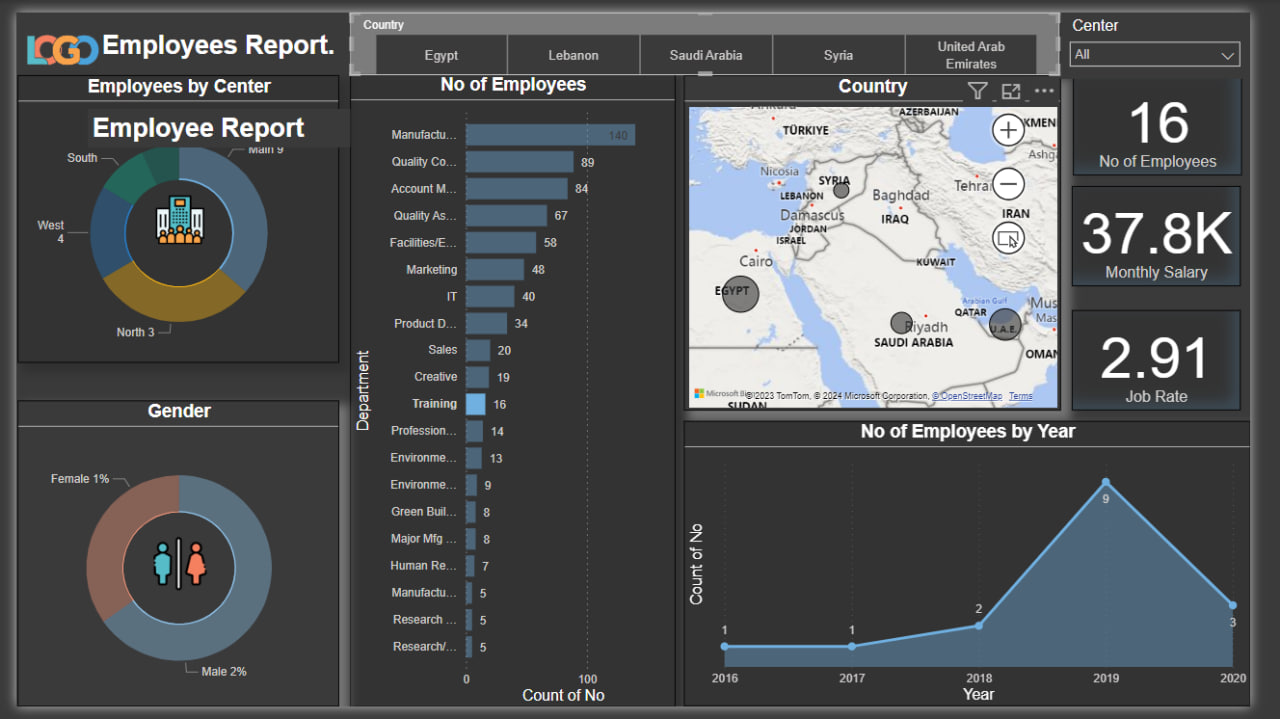 LOGO Employees Report.
Country
Egypt
Lebanon
Saudi Arabia
Syria
United Arab
Emirates
Center
All
Employees by Center
Employee Report
Main 9
South
West
4
North 3
Gender
Female 1%
Male 2%
No of Employees
Department
Manufactu... 140
Quality Co... 89
Account M... 84
Quality As... 67
Facilities/E... 58
Marketing 48
IT 40
Product D... 34
Sales 20
Creative 19
Training 16
Profession... 14
Environme... 13
Environme... 9
Green Buil... 8
Major Mfg ... 8
Human Re... 7
Manufactu... 5
Research ... 5
Research/... 5
0 100
Count of No
Country
AZERBAIJAN
TÜRKIYE
Nicosia
SYRIA
LEBANON
Baghdad
Damascus
IRAQ
IRAN
JORDAN
ISRAEL
Cairo
KUWAIT
EGYPT
Arabian Gulf
QATAR
Riyadh
U.A.E.
SAUDI ARABIA
OMAN
SUDAN
©2023 TomTom, © 2024 Microsoft Corporation, © OpenStreetMap Terms
16
No of Employees
37.8K
Monthly Salary
2.91
Job Rate
No of Employees by Year
Count of No
1
1
2
9
3
2016 2017 2018 2019 2020
Year